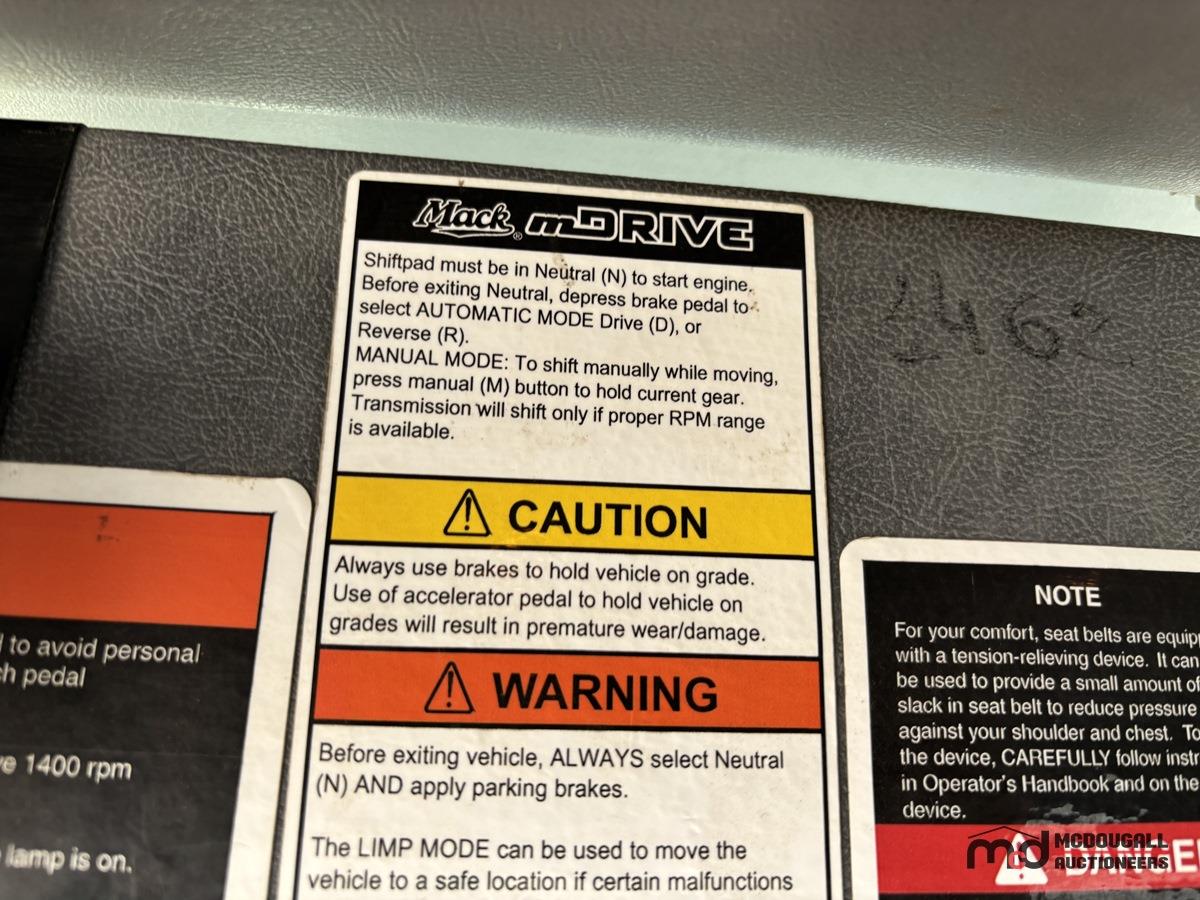 Mack® mDRIVE
Shiftpad must be in Neutral (N) to start engine.
Before exiting Neutral, depress brake pedal to
select AUTOMATIC MODE Drive (D), or
Reverse (R).
MANUAL MODE: To shift manually while moving,
press manual (M) button to hold current gear.
Transmission will shift only if proper RPM range
is available.
CAUTION
Always use brakes to hold vehicle on grade.
Use of accelerator pedal to hold vehicle on
grades will result in premature wear/damage.
WARNING
Before exiting vehicle, ALWAYS select Neutral
(N) AND apply parking brakes.
The LIMP MODE can be used to move the
vehicle to a safe location if certain malfunctions
to avoid personal
pedal
1400 rpm
lamp is on.
NOTE
For your comfort, seat belts are
with a tension-relieving device. It can
be used to provide a small amount of
slack in seat belt to reduce pressure
against your shoulder and chest. To
the device, CAREFULLY follow
in Operator's Handbook and on the
device.
DANGER
md MCDOUGALL
AUCTIONEERS